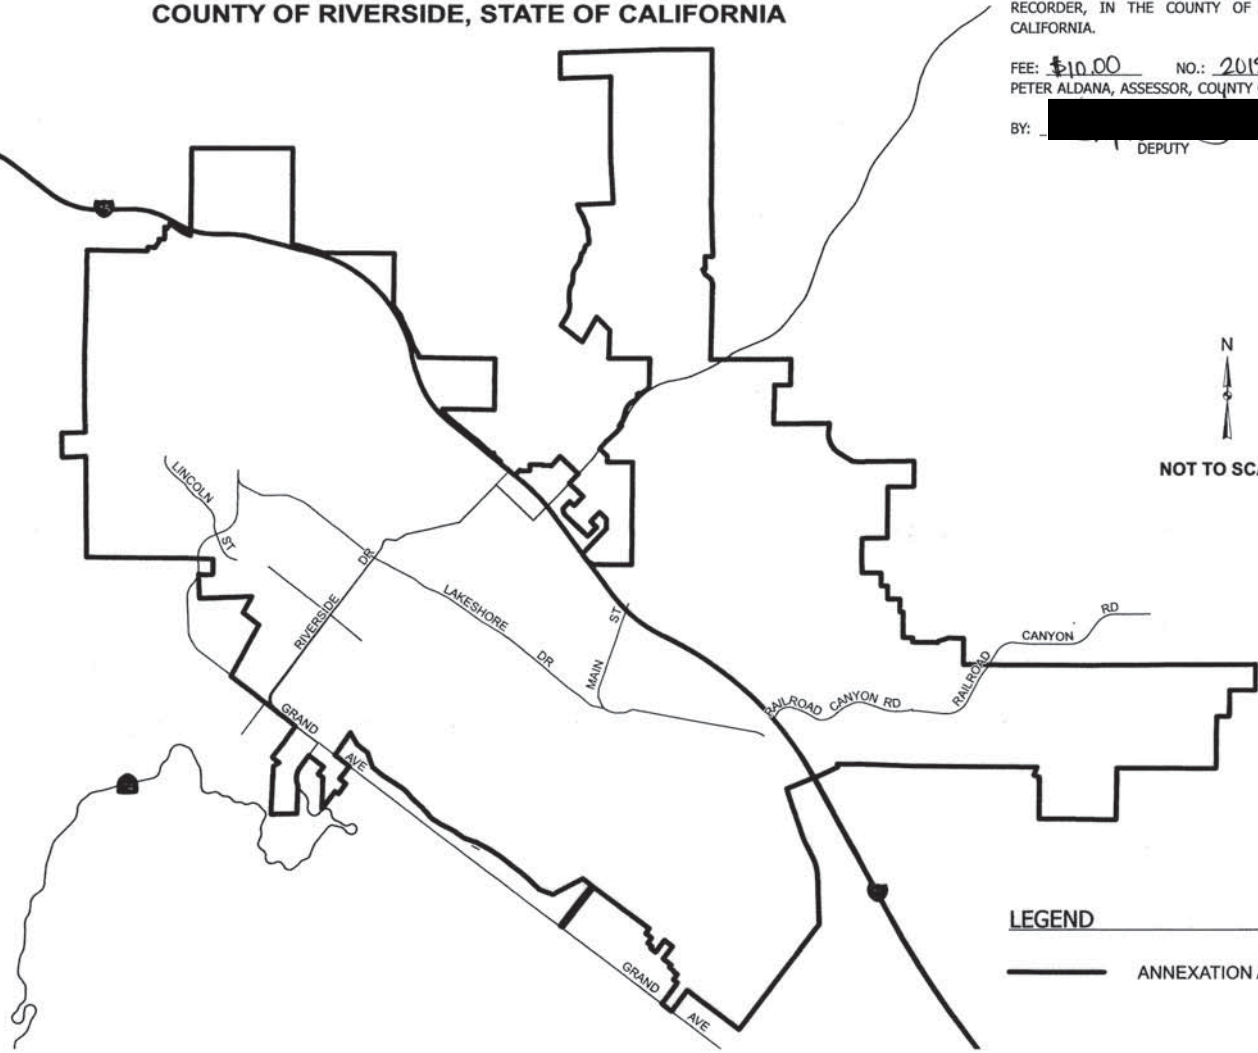 COUNTY OF RIVERSIDE, STATE OF CALIFORNIA
RECORDER, IN THE COUNTY OF
CALIFORNIA.
FEE: $10.00 NO.: 2019
PETER ALDANA, ASSESSOR, COUNTY
BY:
DEPUTY
N
NOT TO SCA
LINCOLN
ST
DR
RIVERSIDE
LAKESHORE
DR
ST
MAIN
RAILROAD CANYON RD
RAILROAD
CANYON
RD
GRAND
AVE
GRAND
AVE
LEGEND
ANNEXATION